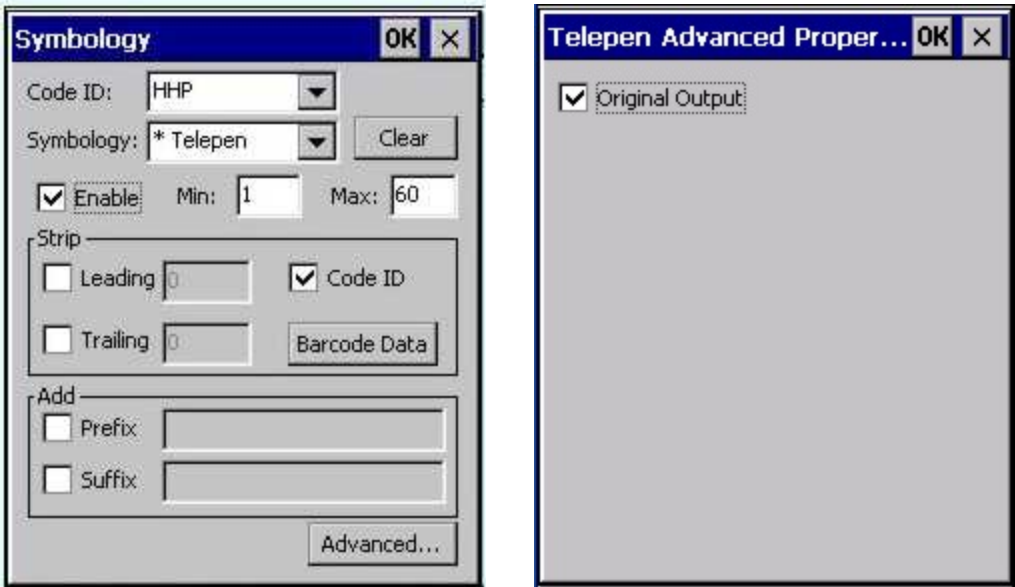 Symbology OK ×
Code ID: HHP
Symbology: * Telepen Clear
Enable Min: 1 Max: 60
Strip
Leading 0 Code ID
Trailing 0 Barcode Data
Add
Prefix
Suffix
Advanced...
Telepen Advanced Proper... OK ×
Original Output